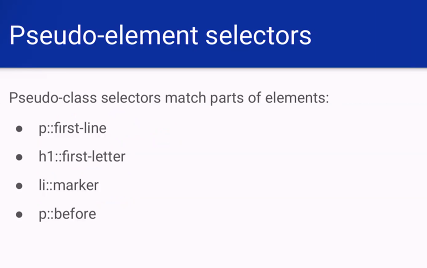 Pseudo-element selectors
Pseudo-class selectors match parts of elements:
● p::first-line
● h1::first-letter
● li::marker
● p::before